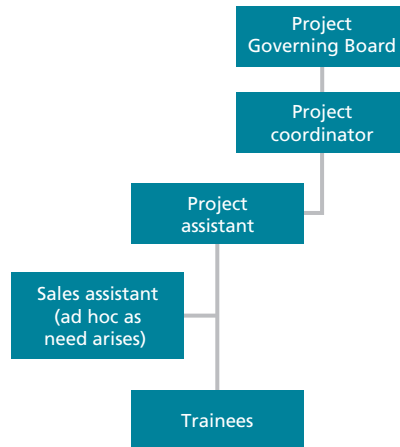 Project
Governing Board
Project
coordinator
Project
assistant
Sales assistant
(ad hoc as
need arises)
Trainees